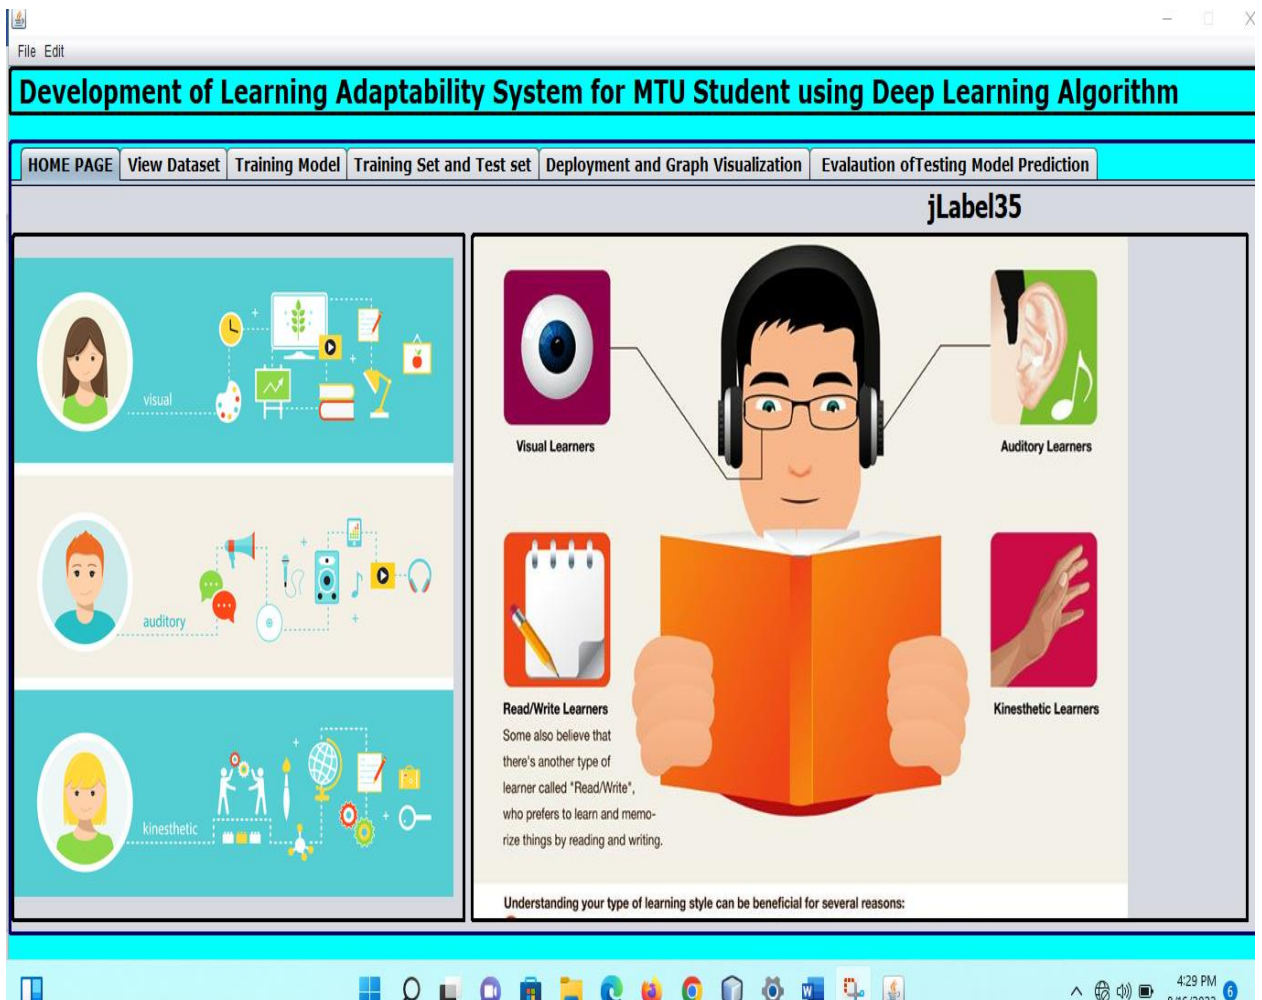 File Edit
Development of Learning Adaptability System for MTU Student using Deep Learning Algorithm
HOME PAGE View Dataset Training Model Training Set and Test set Deployment and Graph Visualization Evalaution ofTesting Model Prediction
jLabel35
visual
auditory
kinesthetic
Visual Learners
Auditory Learners
Read/Write Learners
Some also believe that
there's another type of
learner called "Read/Write",
who prefers to learn and memo-
rize things by reading and writing.
Kinesthetic Learners
Understanding your type of learning style can be beneficial for several reasons:
4:29 PM
6